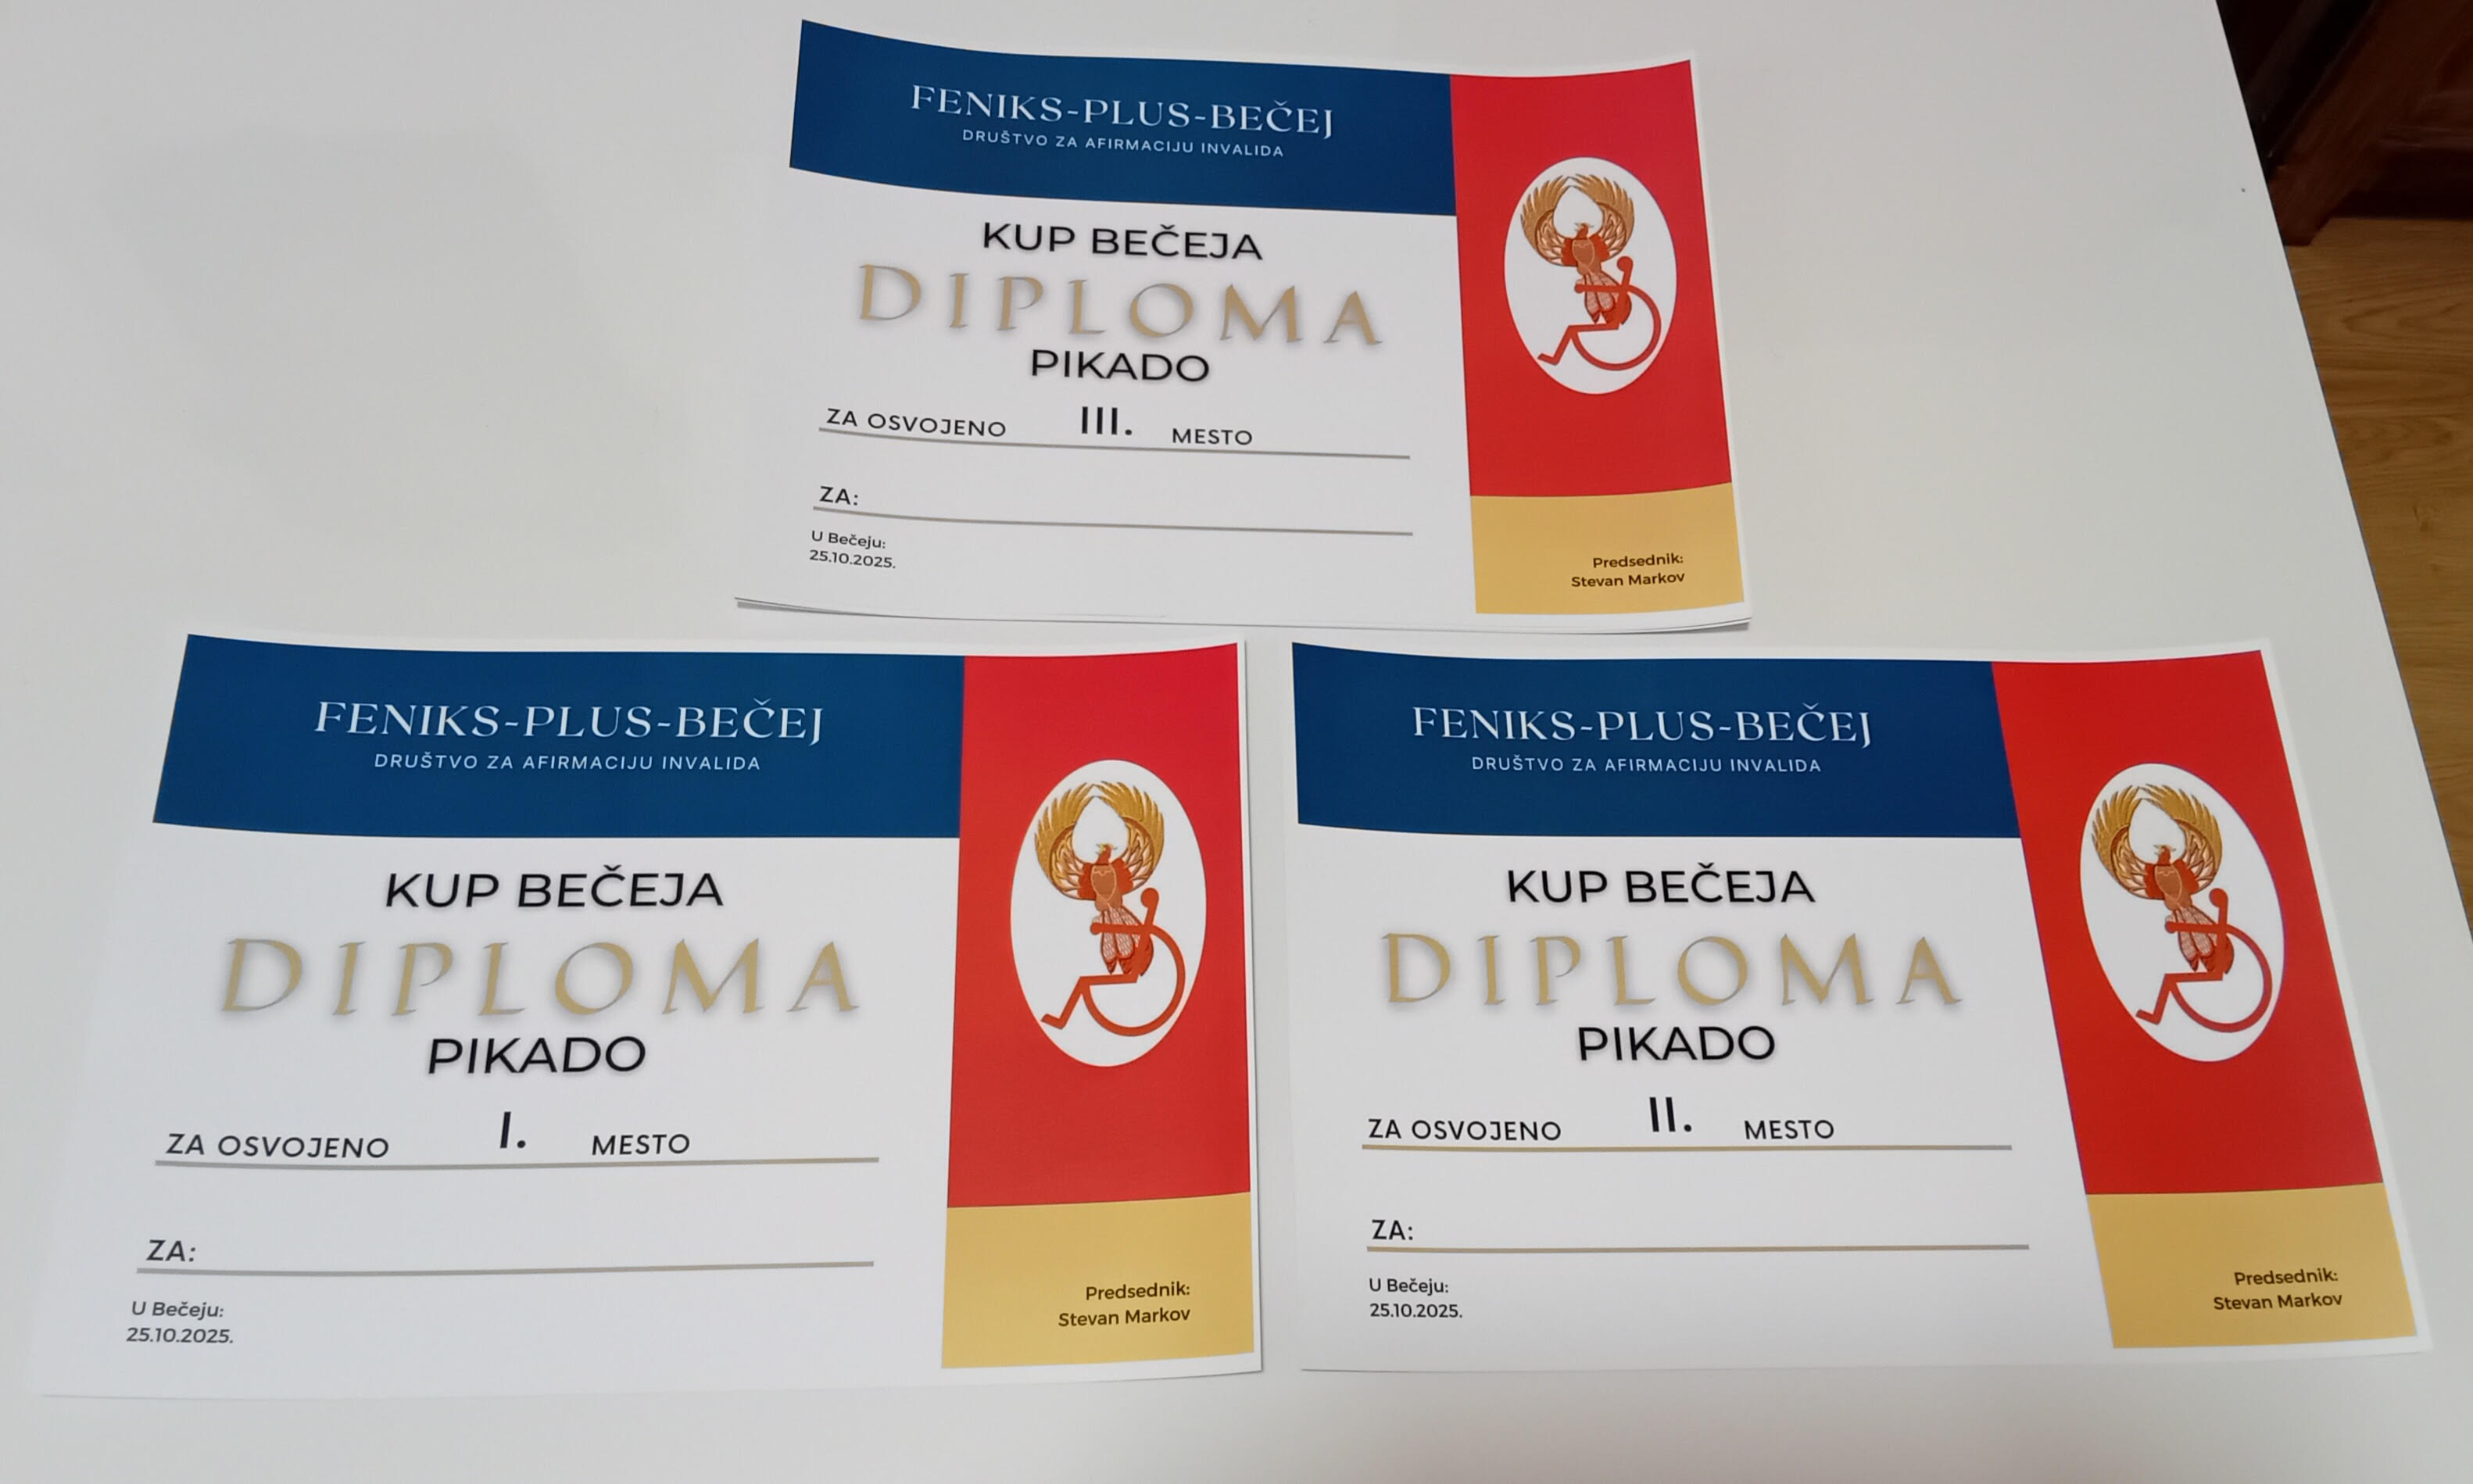 FENIKS-PLUS-BEČEJ
DRUŠTVO ZA AFIRMACIJU INVALIDA
KUP BEČEJA
DIPLOMA
PIKADO
ZA OSVOJENO III. MESTO
ZA:
U Bečeju:
25.10.2025.
Predsednik:
Stevan Markov
FENIKS-PLUS-BEČEJ
DRUŠTVO ZA AFIRMACIJU INVALIDA
KUP BEČEJA
DIPLOMA
PIKADO
ZA OSVOJENO I. MESTO
ZA:
U Bečeju:
25.10.2025.
Predsednik:
Stevan Markov
FENIKS-PLUS-BEČEJ
DRUŠTVO ZA AFIRMACIJU INVALIDA
KUP BEČEJA
DIPLOMA
PIKADO
ZA OSVOJENO II. MESTO
ZA:
U Bečeju:
25.10.2025.
Predsednik:
Stevan Markov